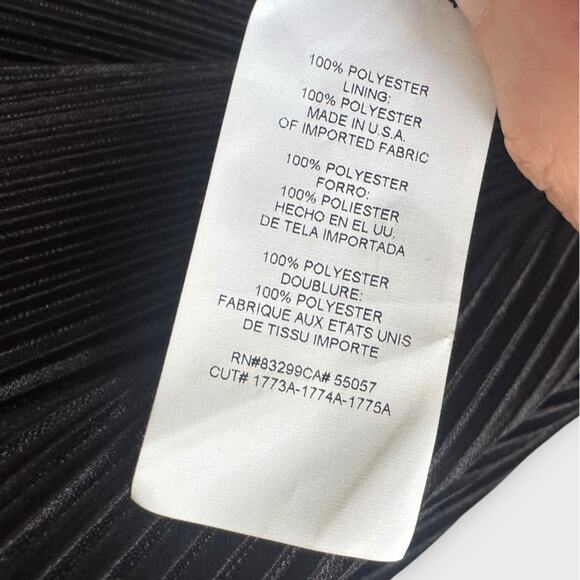 100% POLYESTER
LINING:
100% POLYESTER
MADE IN U.S.A.
OF IMPORTED FABRIC
100% POLYESTER
FORRO:
100% POLIESTER
HECHO EN EL UU.
DE TELA IMPORTADA
100% POLYESTER
DOUBLURE:
100% POLYESTER
FABRIQUE AUX ETATS UNIS
DE TISSU IMPORTE
RN#83299CA# 55057
CUT# 1773A-1774A-1775A